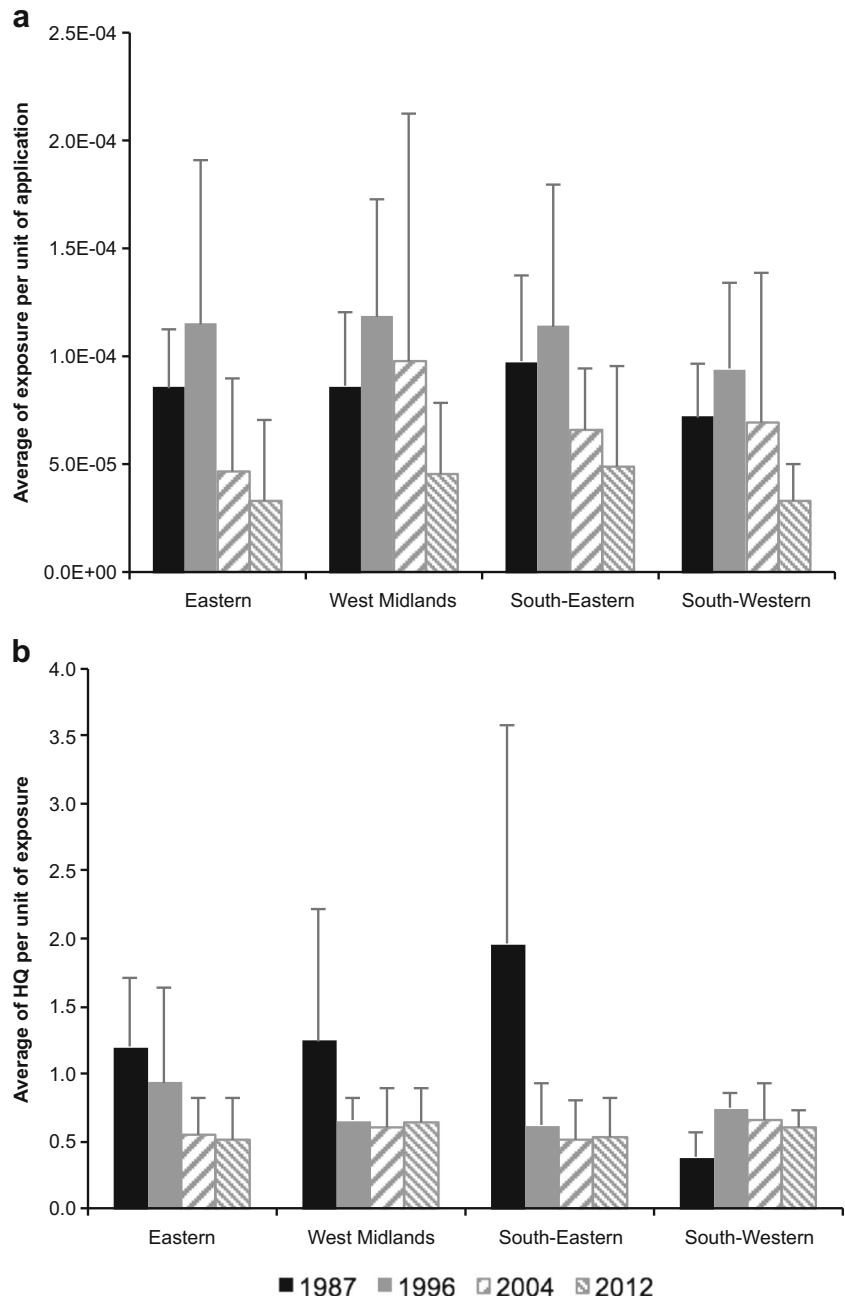 a
Average of exposure per unit of application
2.5E-04
2.0E-04
1.5E-04
1.0E-04
5.0E-05
0.0E+00
Eastern West Midlands South-Eastern South-Western
b
Average of HQ per unit of exposure
4.0
3.5
3.0
2.5
2.0
1.5
1.0
0.5
0.0
Eastern West Midlands South-Eastern South-Western
1987 1996 2004 2012